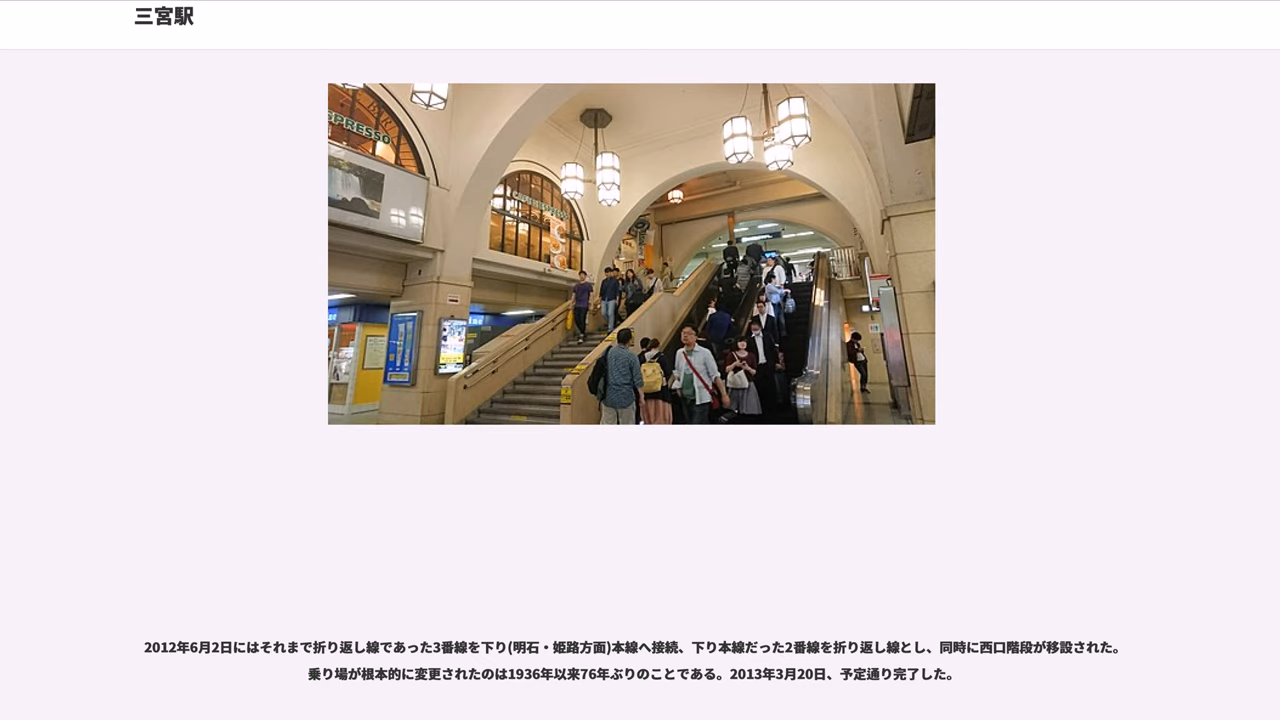 三宮駅
CAFE ESPRESSO
2012年6月2日にはそれまで折り返し線であった3番線を下り(明石・姫路方面)本線へ接続、下り本線だった2番線を折り返し線とし、同時に西口階段が移設された。
乗り場が根本的に変更されたのは1936年以来76年ぶりのことである。2013年3月20日、予定通り完了した。